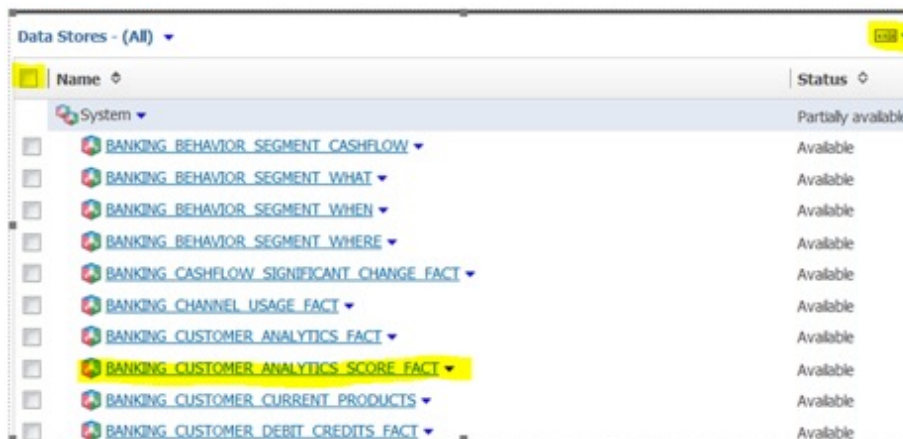 Data Stores - (All)
Name Status
System Partially available
BANKING_BEHAVIOR_SEGMENT_CASHFLOW Available
BANKING_BEHAVIOR_SEGMENT_WHAT Available
BANKING_BEHAVIOR_SEGMENT_WHEN Available
BANKING_BEHAVIOR_SEGMENT_WHERE Available
BANKING_CASHFLOW_SIGNIFICANT_CHANGE_FACT Available
BANKING_CHANNEL_USAGE_FACT Available
BANKING_CUSTOMER_ANALYTICS_FACT Available
BANKING_CUSTOMER_ANALYTICS_SCORE_FACT Available
BANKING_CUSTOMER_CURRENT_PRODUCTS Available
BANKING_CUSTOMER_DEBIT_CREDITS_FACT Available